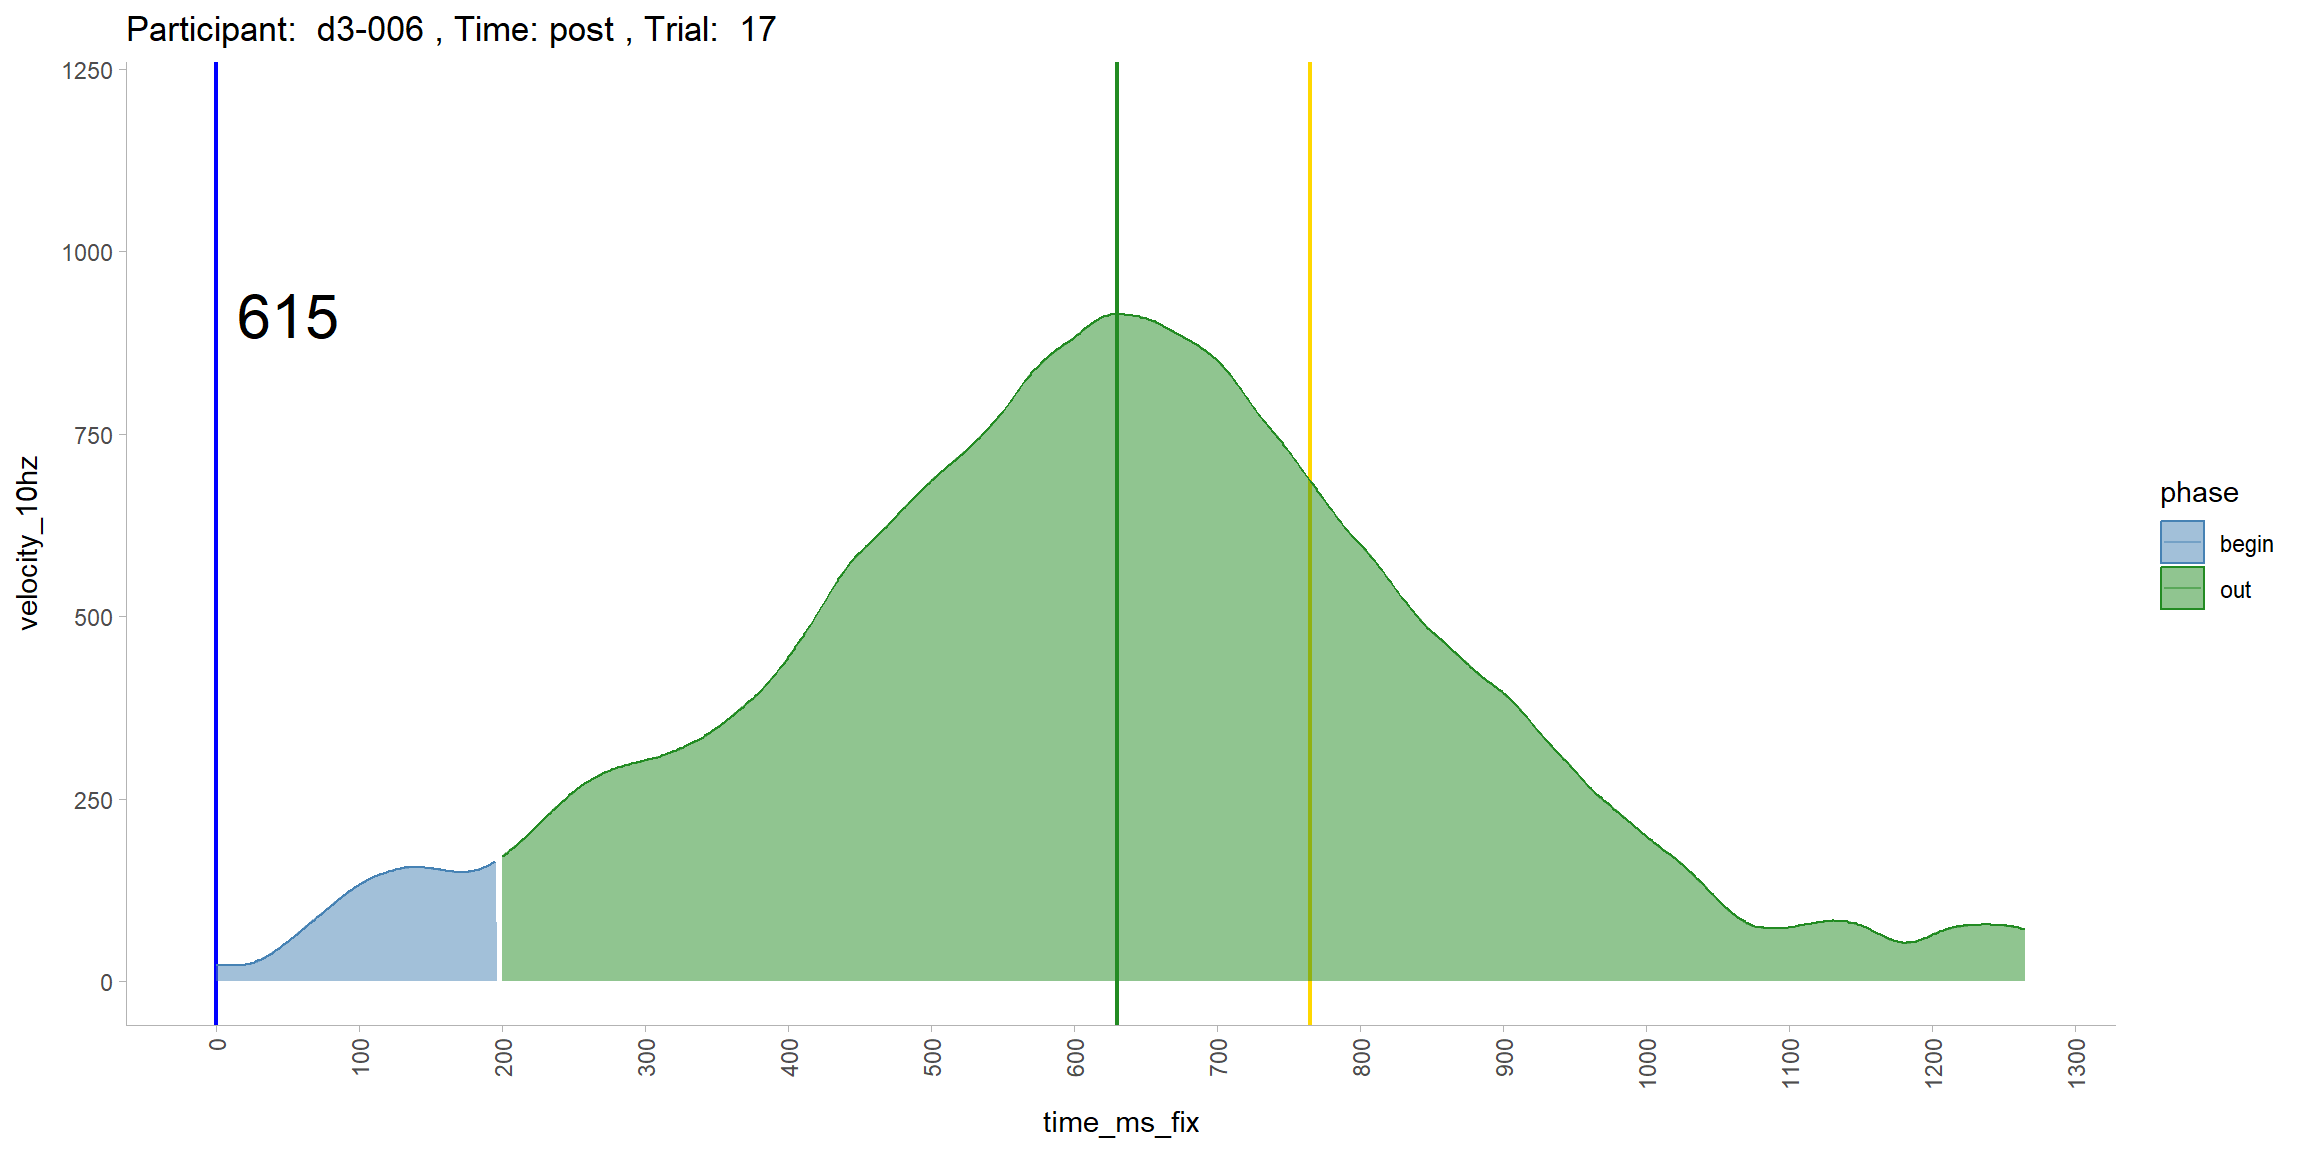 Participant:  d3-006 , Time: post , Trial:  17
1250
1000
750
500
250
0
615
velocity_10hz
0 100 200 300 400 500 600 700 800 900 1000 1100 1200 1300
time_ms_fix
phase
begin
out